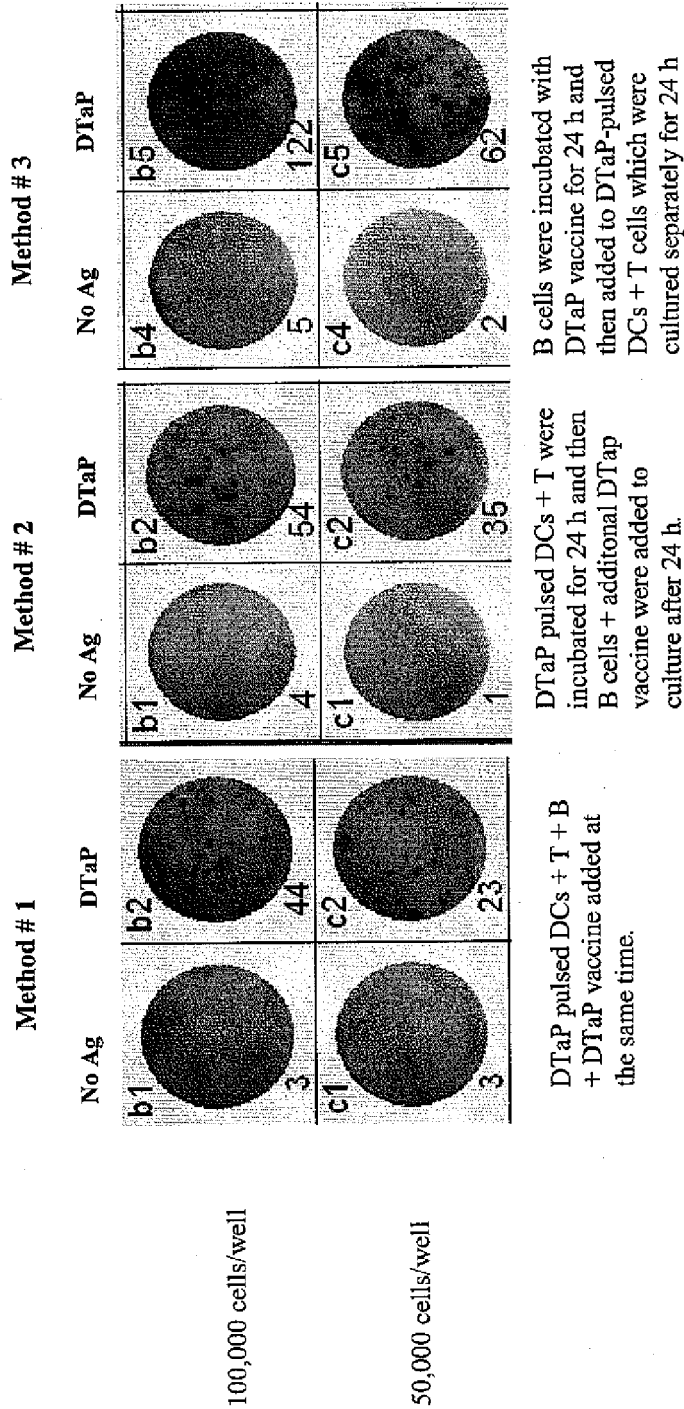 Method # 1
Method # 2
Method # 3
No Ag
DTaP
No Ag
DTaP
No Ag
DTaP
100,000 cells/well
b1
3
b2
44
b1
4
b2
54
b4
5
b5
122
50,000 cells/well
c1
3
c2
23
c1
1
c2
35
c4
2
c5
62
DTaP pulsed DCs + T + B
+ DTaP vaccine added at
the same time.
DTaP pulsed DCs + T were
incubated for 24 h and then
B cells + additonal DTap
vaccine were added to
culture after 24 h.
B cells were incubated with
DTaP vaccine for 24 h and
then added to DTaP-pulsed
DCs + T cells which were
cultured separately for 24 h